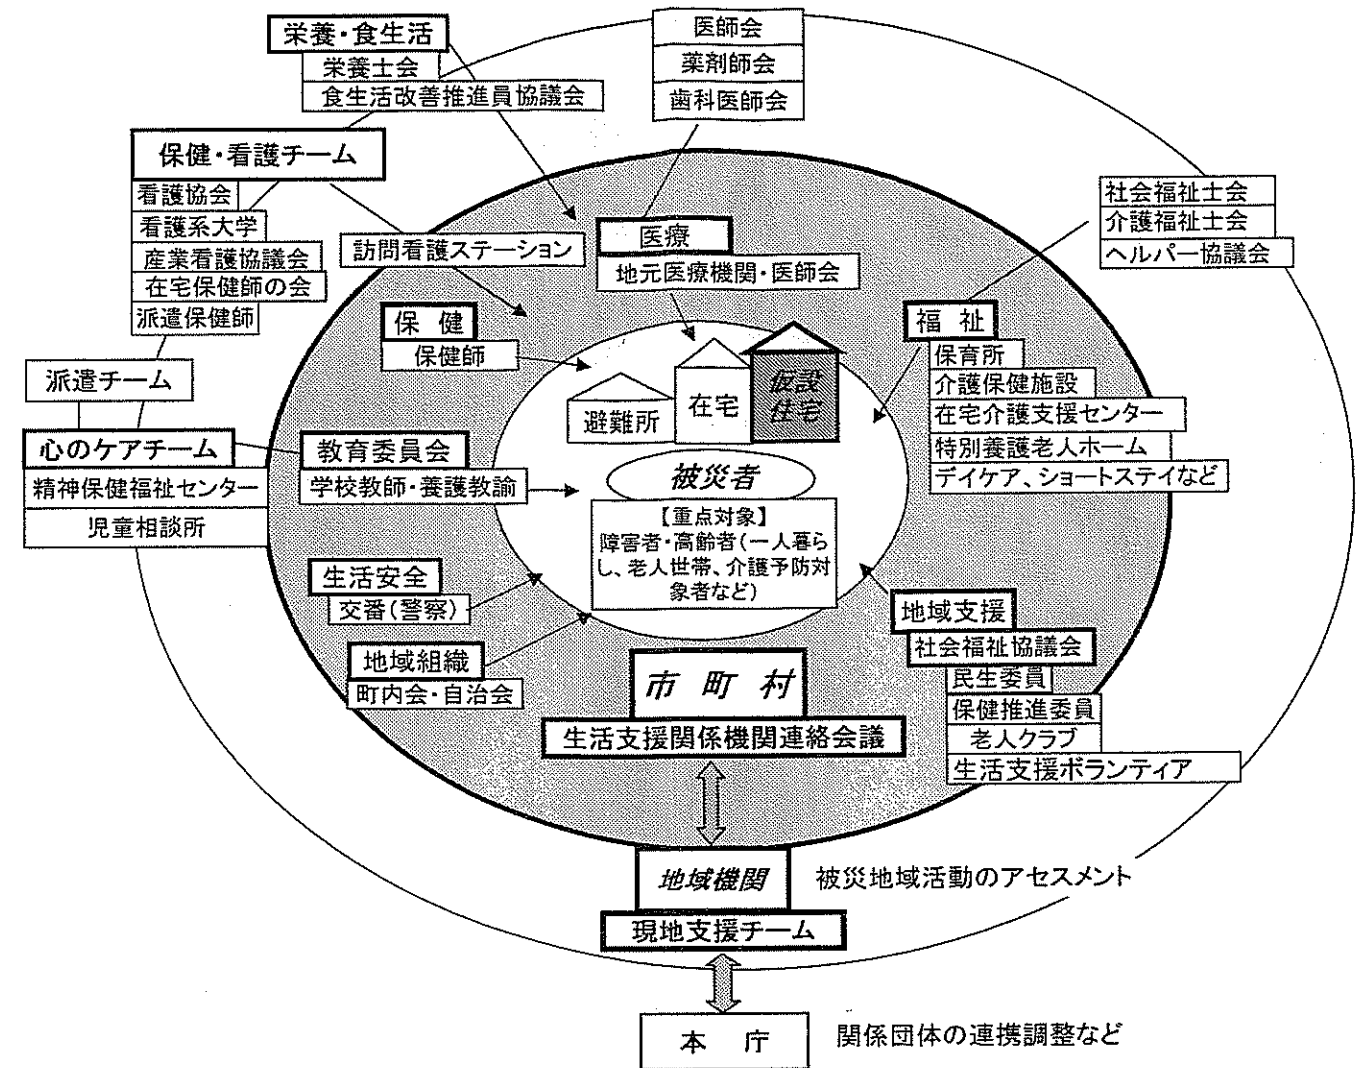 栄養・食生活
栄養士会
食生活改善推進員協議会
医師会
薬剤師会
歯科医師会
保健・看護チーム
看護協会
看護系大学
産業看護協議会
在宅保健師の会
派遣保健師
訪問看護ステーション
医療
地元医療機関・医師会
社会福祉士会
介護福祉士会
ヘルパー協議会
保 健
保健師
福 祉
保育所
介護保健施設
在宅介護支援センター
特別養護老人ホーム
デイケア、ショートステイなど
派遣チーム
心のケアチーム
精神保健福祉センター
児童相談所
教育委員会
学校教師・養護教諭
避難所
在宅
仮設
住宅
被災者
【重点対象】
障害者・高齢者(一人暮ら
し、老人世帯、介護予防対
象者など)
生活安全
交番(警察)
地域組織
町内会・自治会
地域支援
社会福祉協議会
民生委員
保健推進委員
老人クラブ
生活支援ボランティア
市 町 村
生活支援関係機関連絡会議
地域機関
現地支援チーム
被災地域活動のアセスメント
本 庁
関係団体の連携調整など